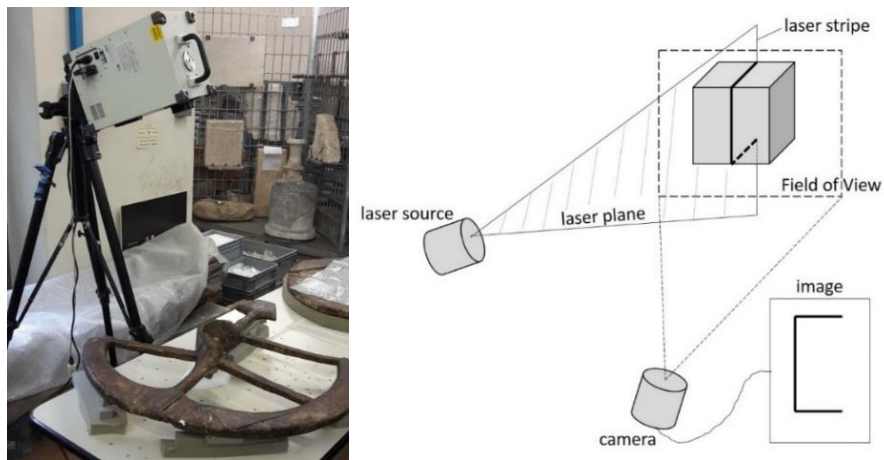 laser stripe
Field of View
laser source
laser plane
image
camera